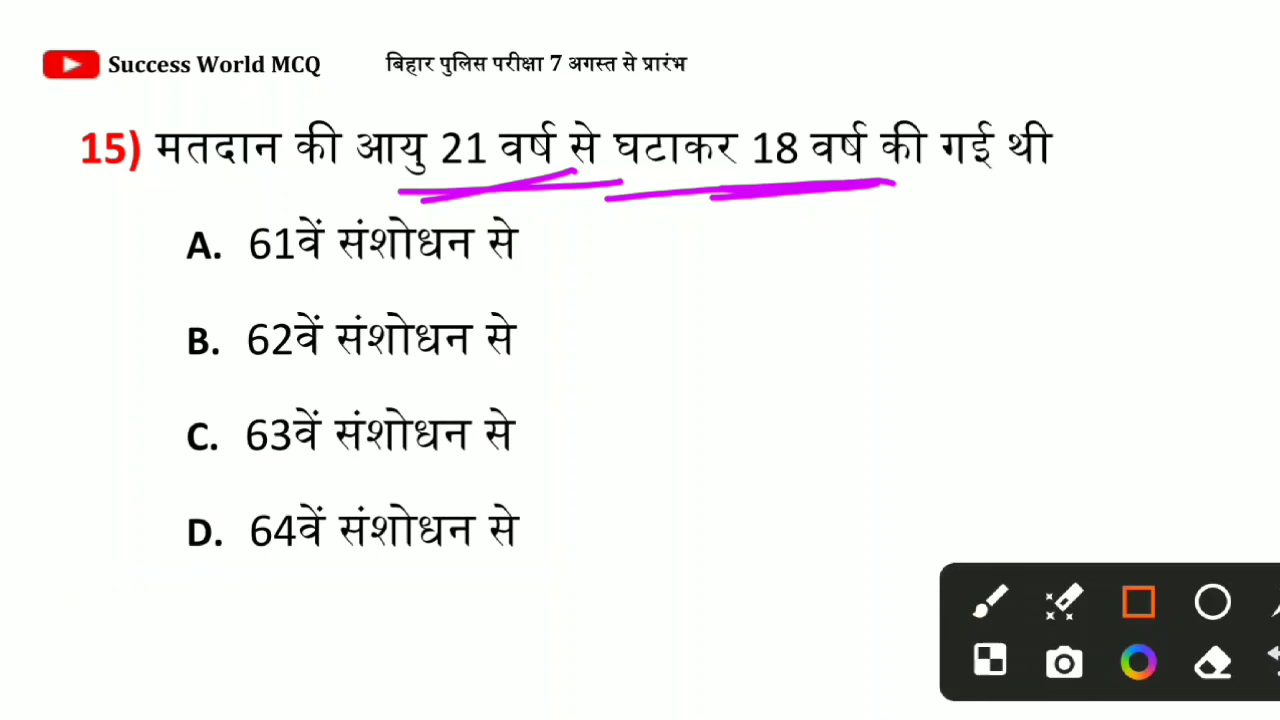 Success World MCQ बिहार पुलिस परीक्षा 7 अगस्त से प्रारंभ
15) मतदान की आयु 21 वर्ष से घटाकर 18 वर्ष की गई थी
A. 61वें संशोधन से
B. 62वें संशोधन से
C. 63वें संशोधन से
D. 64वें संशोधन से